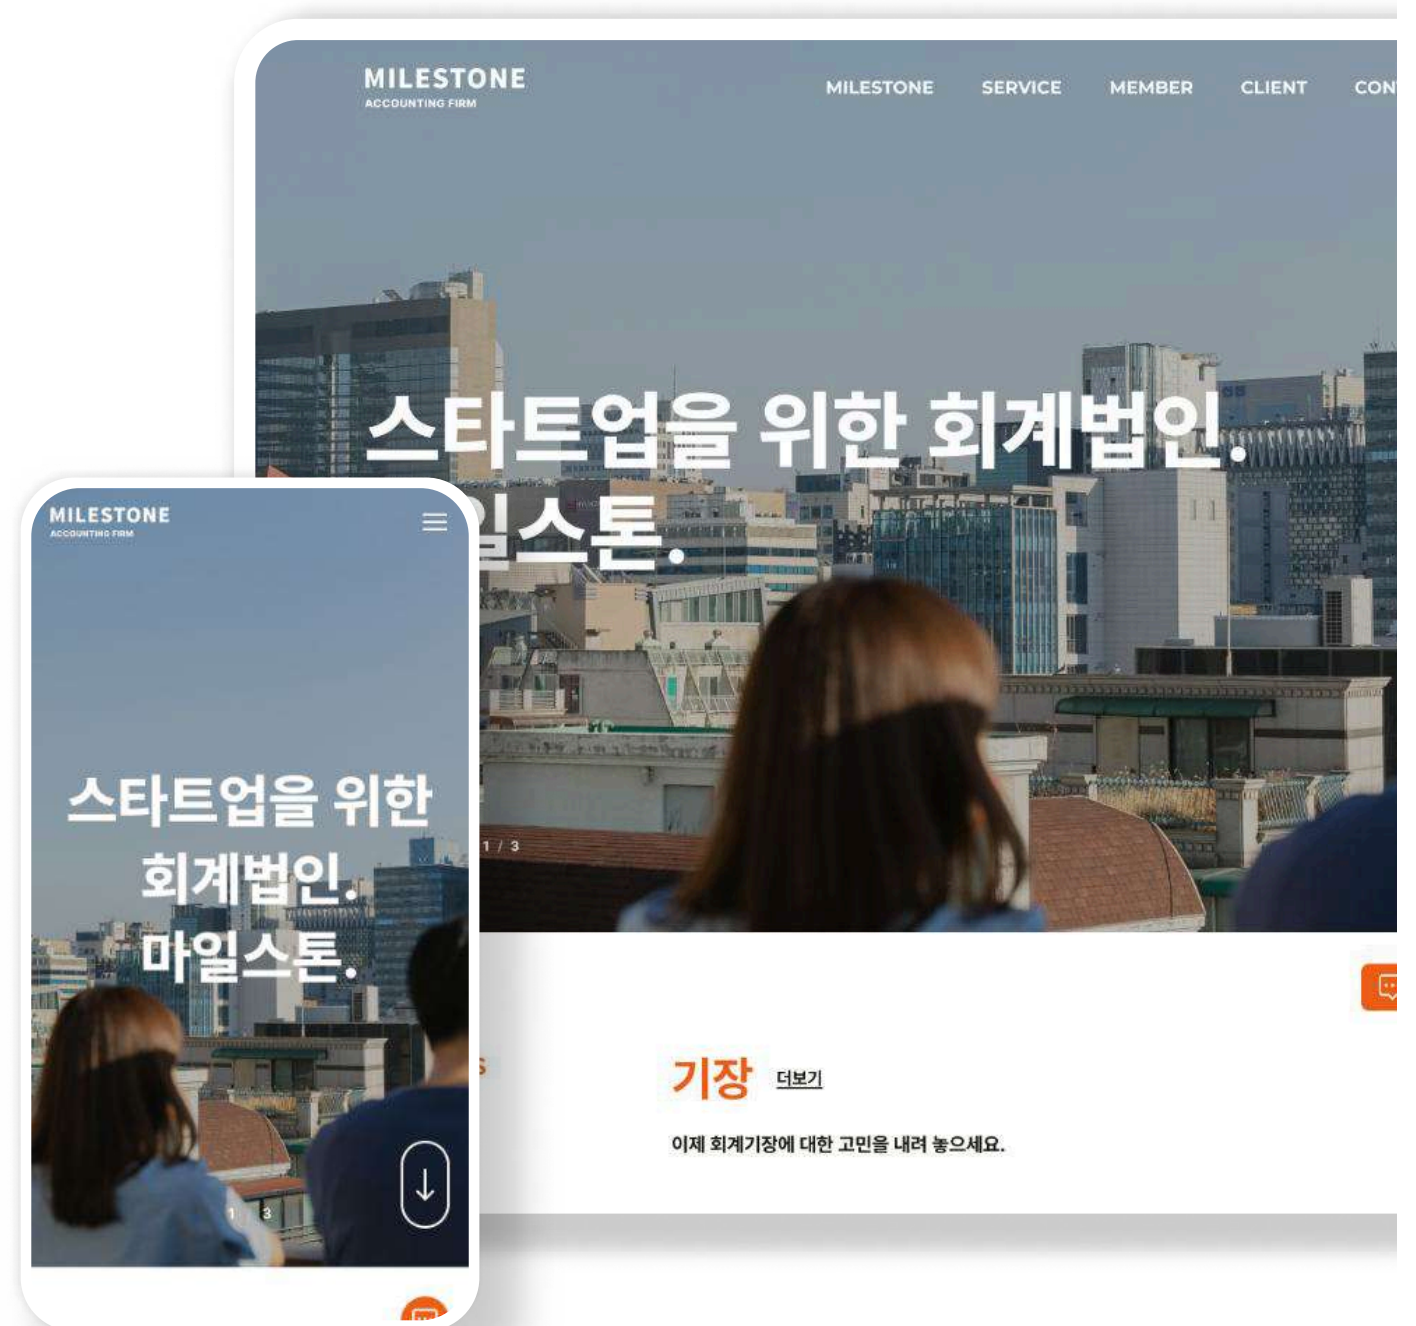 MILESTONE
ACCOUNTING FIRM
MILESTONE SERVICE MEMBER CLIENT CON
스타트업을 위한 회계법인.
일스톤.
1 / 3
S
기장 더보기
이제 회계기장에 대한 고민을 내려 놓으세요.
MILESTONE
ACCOUNTING FIRM
스타트업을 위한
회계법인.
마일스톤.
1 / 3